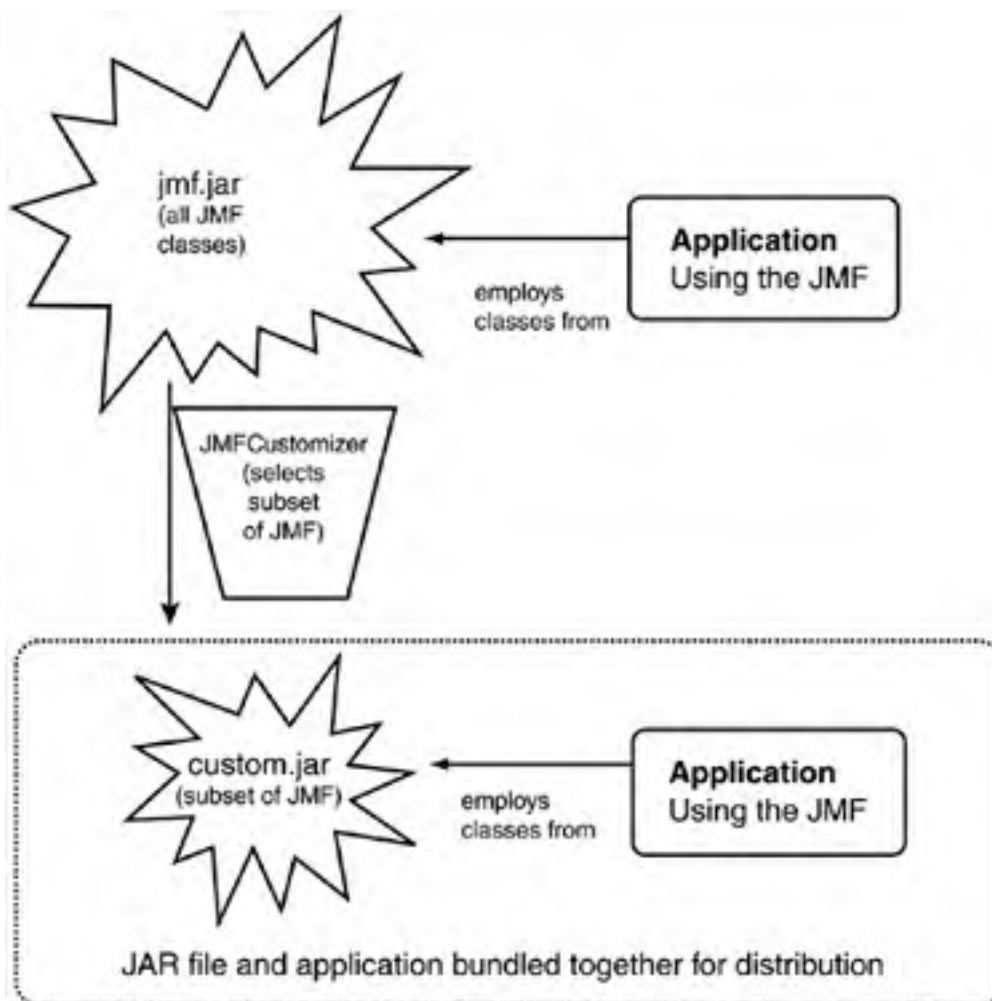 jmf.jar
(all JMF
classes)
Application
Using the JMF
employs
classes from
JMFCustomizer
(selects
subset
of JMF)
custom.jar
(subset of JMF)
Application
Using the JMF
employs
classes from
JAR file and application bundled together for distribution